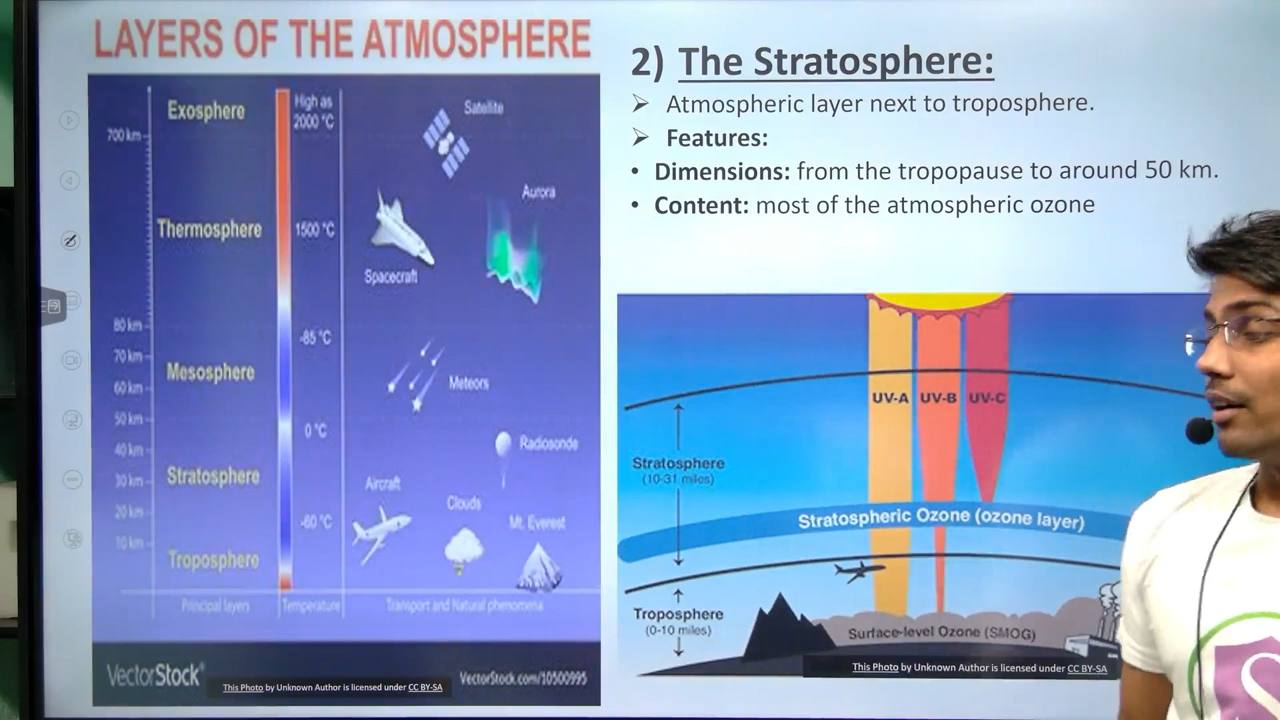 LAYERS OF THE ATMOSPHERE
Exosphere
High as
2000 °C
Satellite
700 km
Aurora
Thermosphere
1500 °C
Spacecraft
80 km
-85 °C
70 km
Mesosphere
60 km
Meteors
50 km
0 °C
Radiosonde
40 km
Stratosphere
30 km
Aircraft
Clouds
20 km
-60 °C
Mt. Everest
10 km
Troposphere
Principal layers
Temperature
Transport and Natural phenomena
VectorStock®
VectorStock.com/10500995
This Photo by Unknown Author is licensed under CC BY-SA
2) The Stratosphere:
➢ Atmospheric layer next to troposphere.
➢ Features:
• Dimensions: from the tropopause to around 50 km.
• Content: most of the atmospheric ozone
UV-A UV-B UV-C
Stratosphere
(10-31 miles)
Stratospheric Ozone (ozone layer)
Troposphere
(0-10 miles)
Surface-level Ozone (SMOG)
This Photo by Unknown Author is licensed under CC BY-SA
S